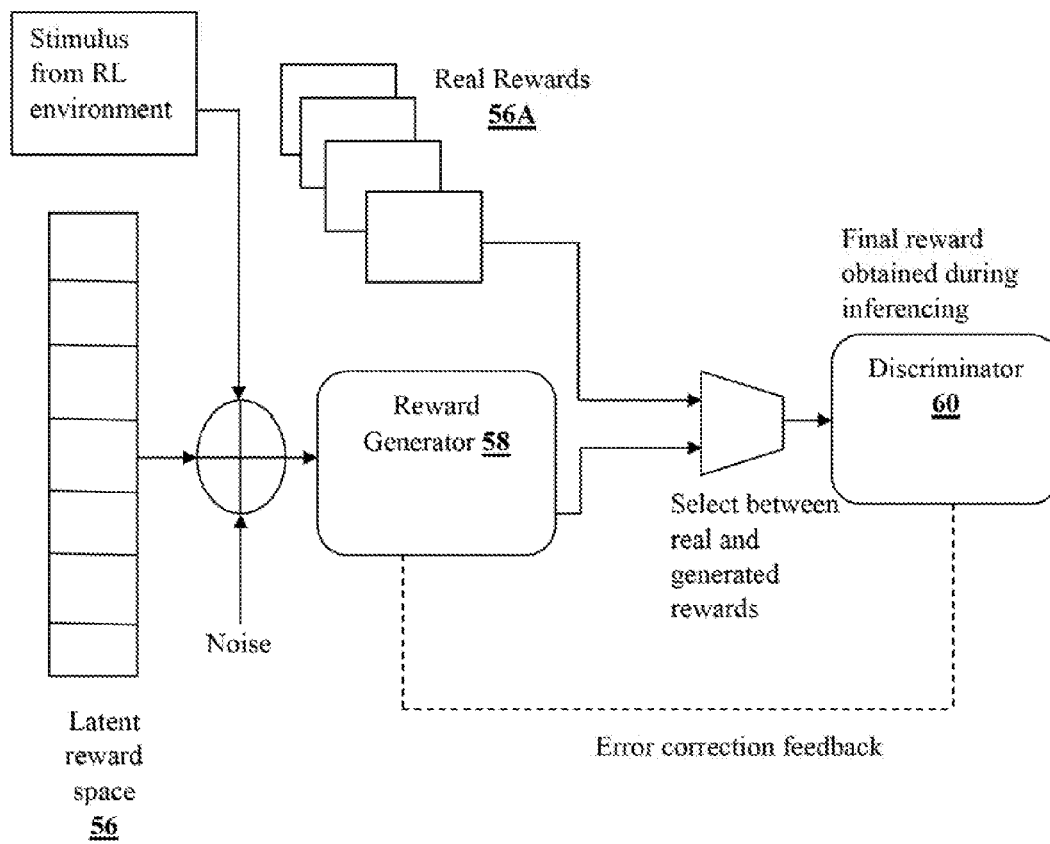 Stimulus
from RL
environment
Real Rewards
56A
Final reward
obtained during
inferencing
Discriminator
60
Reward
Generator 58
Select between
real and
generated
rewards
Noise
Latent
reward
space
56
Error correction feedback